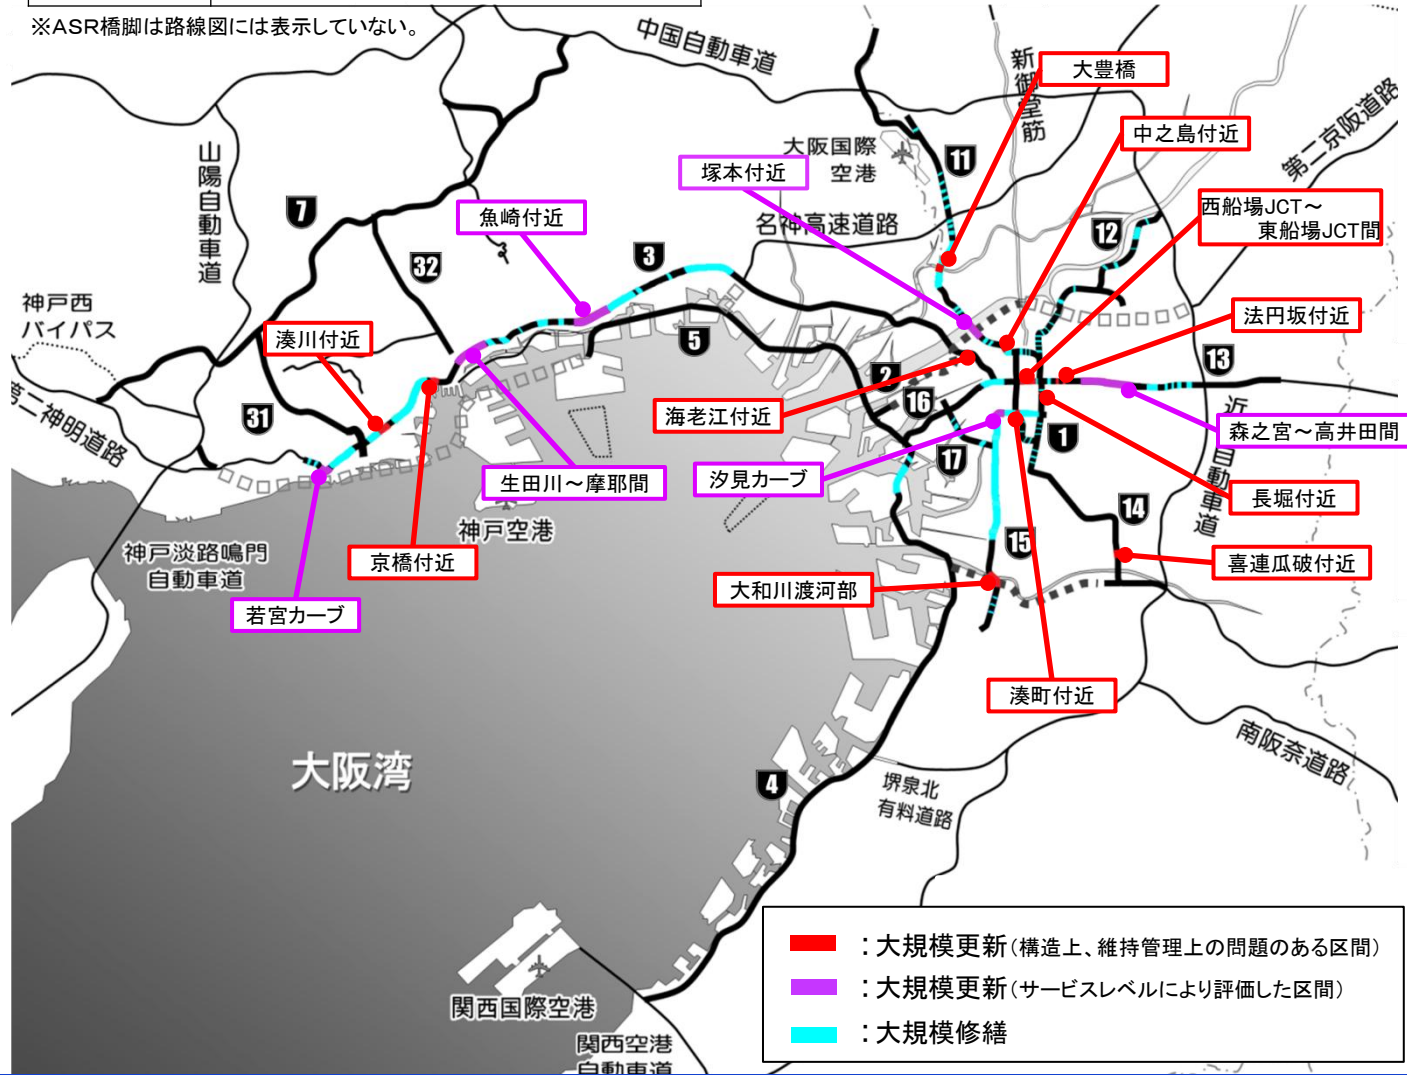 ※ASR橋脚は路線図には表示していない。
中国自動車道
新御堂筋
大豊橋
中之島付近
第二京阪道路
山陽自動車道
大阪国際
空港
11
塚本付近
西船場JCT～
東船場JCT間
7
魚崎付近
名神高速道路
12
32
3
神戸西
バイパス
湊川付近
法円坂付近
5
13
2
第二神明道路
31
16
海老江付近
近畿自動車道
森之宮～高井田間
1
17
生田川～摩耶間
汐見カーブ
長堀付近
14
神戸空港
15
神戸淡路鳴門
自動車道
京橋付近
喜連瓜破付近
大和川渡河部
若宮カーブ
湊町付近
南阪奈道路
大阪湾
4
堺泉北
有料道路
：大規模更新（構造上、維持管理上の問題のある区間）
：大規模更新（サービスレベルにより評価した区間）
：大規模修繕
関西国際空港
関西空港
自動車道